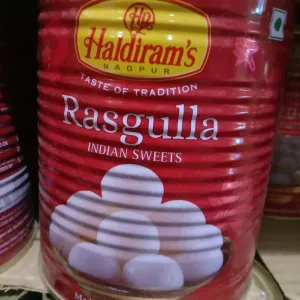 Haldiram's
NAGPUR
TASTE OF TRADITION
Rasgulla
INDIAN SWEETS